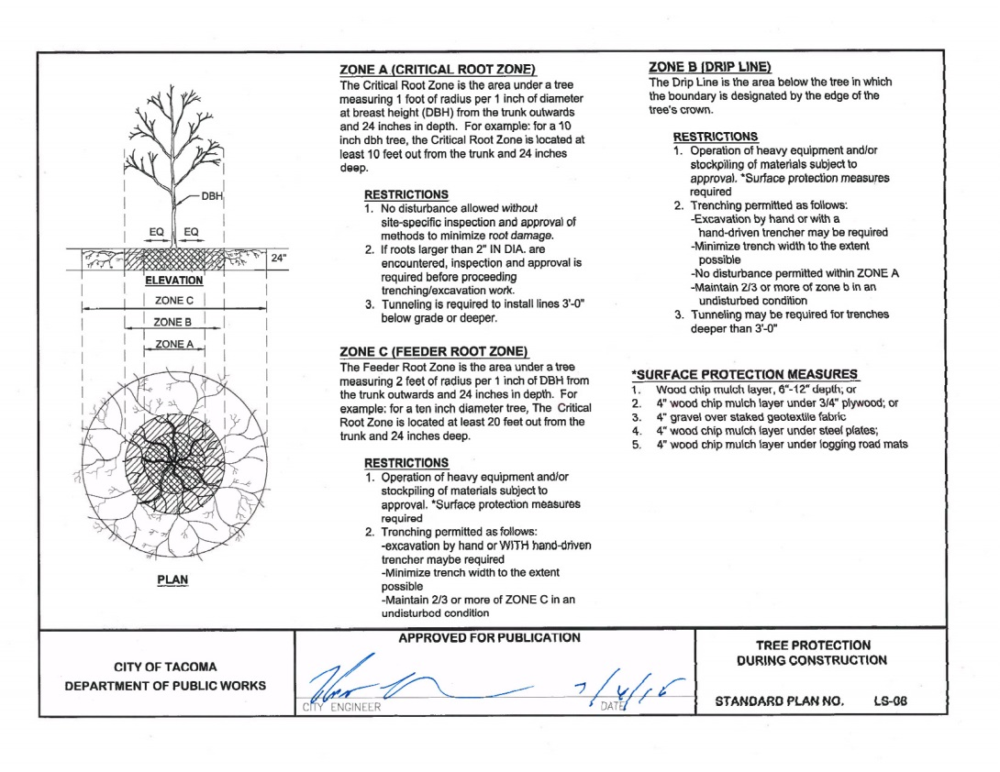 DBH
EQ EQ
24"
ELEVATION
ZONE C
ZONE B
ZONE A
PLAN
ZONE A (CRITICAL ROOT ZONE)
The Critical Root Zone is the area under a tree
measuring 1 foot of radius per 1 inch of diameter
at breast height (DBH) from the trunk outwards
and 24 inches in depth. For example: for a 10
inch dbh tree, the Critical Root Zone is located at
least 10 feet out from the trunk and 24 inches
deep.
RESTRICTIONS
1. No disturbance allowed without
site-specific inspection and approval of
methods to minimize root damage.
2. If roots larger than 2" IN DIA. are
encountered, inspection and approval is
required before proceeding
trenching/excavation work.
3. Tunneling is required to install lines 3'-0"
below grade or deeper.
ZONE C (FEEDER ROOT ZONE)
The Feeder Root Zone is the area under a tree
measuring 2 feet of radius per 1 inch of DBH from
the trunk outwards and 24 inches in depth. For
example: for a ten inch diameter tree, The Critical
Root Zone is located at least 20 feet out from the
trunk and 24 inches deep.
RESTRICTIONS
1. Operation of heavy equipment and/or
stockpiling of materials subject to
approval. *Surface protection measures
required
2. Trenching permitted as follows:
-excavation by hand or WITH hand-driven
trencher maybe required
-Minimize trench width to the extent
possible
-Maintain 2/3 or more of ZONE C in an
undisturbed condition
ZONE B (DRIP LINE)
The Drip Line is the area below the tree in which
the boundary is designated by the edge of the
tree's crown.
RESTRICTIONS
1. Operation of heavy equipment and/or
stockpiling of materials subject to
approval. *Surface protection measures
required
2. Trenching permitted as follows:
-Excavation by hand or with a
hand-driven trencher may be required
-Minimize trench width to the extent
possible
-No disturbance permitted within ZONE A
-Maintain 2/3 or more of zone b in an
undisturbed condition
3. Tunneling may be required for trenches
deeper than 3'-0"
*SURFACE PROTECTION MEASURES
1. Wood chip mulch layer, 6"-12" depth; or
2. 4" wood chip mulch layer under 3/4" plywood; or
3. 4" gravel over staked geotextile fabric
4. 4" wood chip mulch layer under steel plates;
5. 4" wood chip mulch layer under logging road mats
CITY OF TACOMA
DEPARTMENT OF PUBLIC WORKS
APPROVED FOR PUBLICATION
7/4/16
CITY ENGINEER DATE
TREE PROTECTION
DURING CONSTRUCTION
STANDARD PLAN NO. LS-08